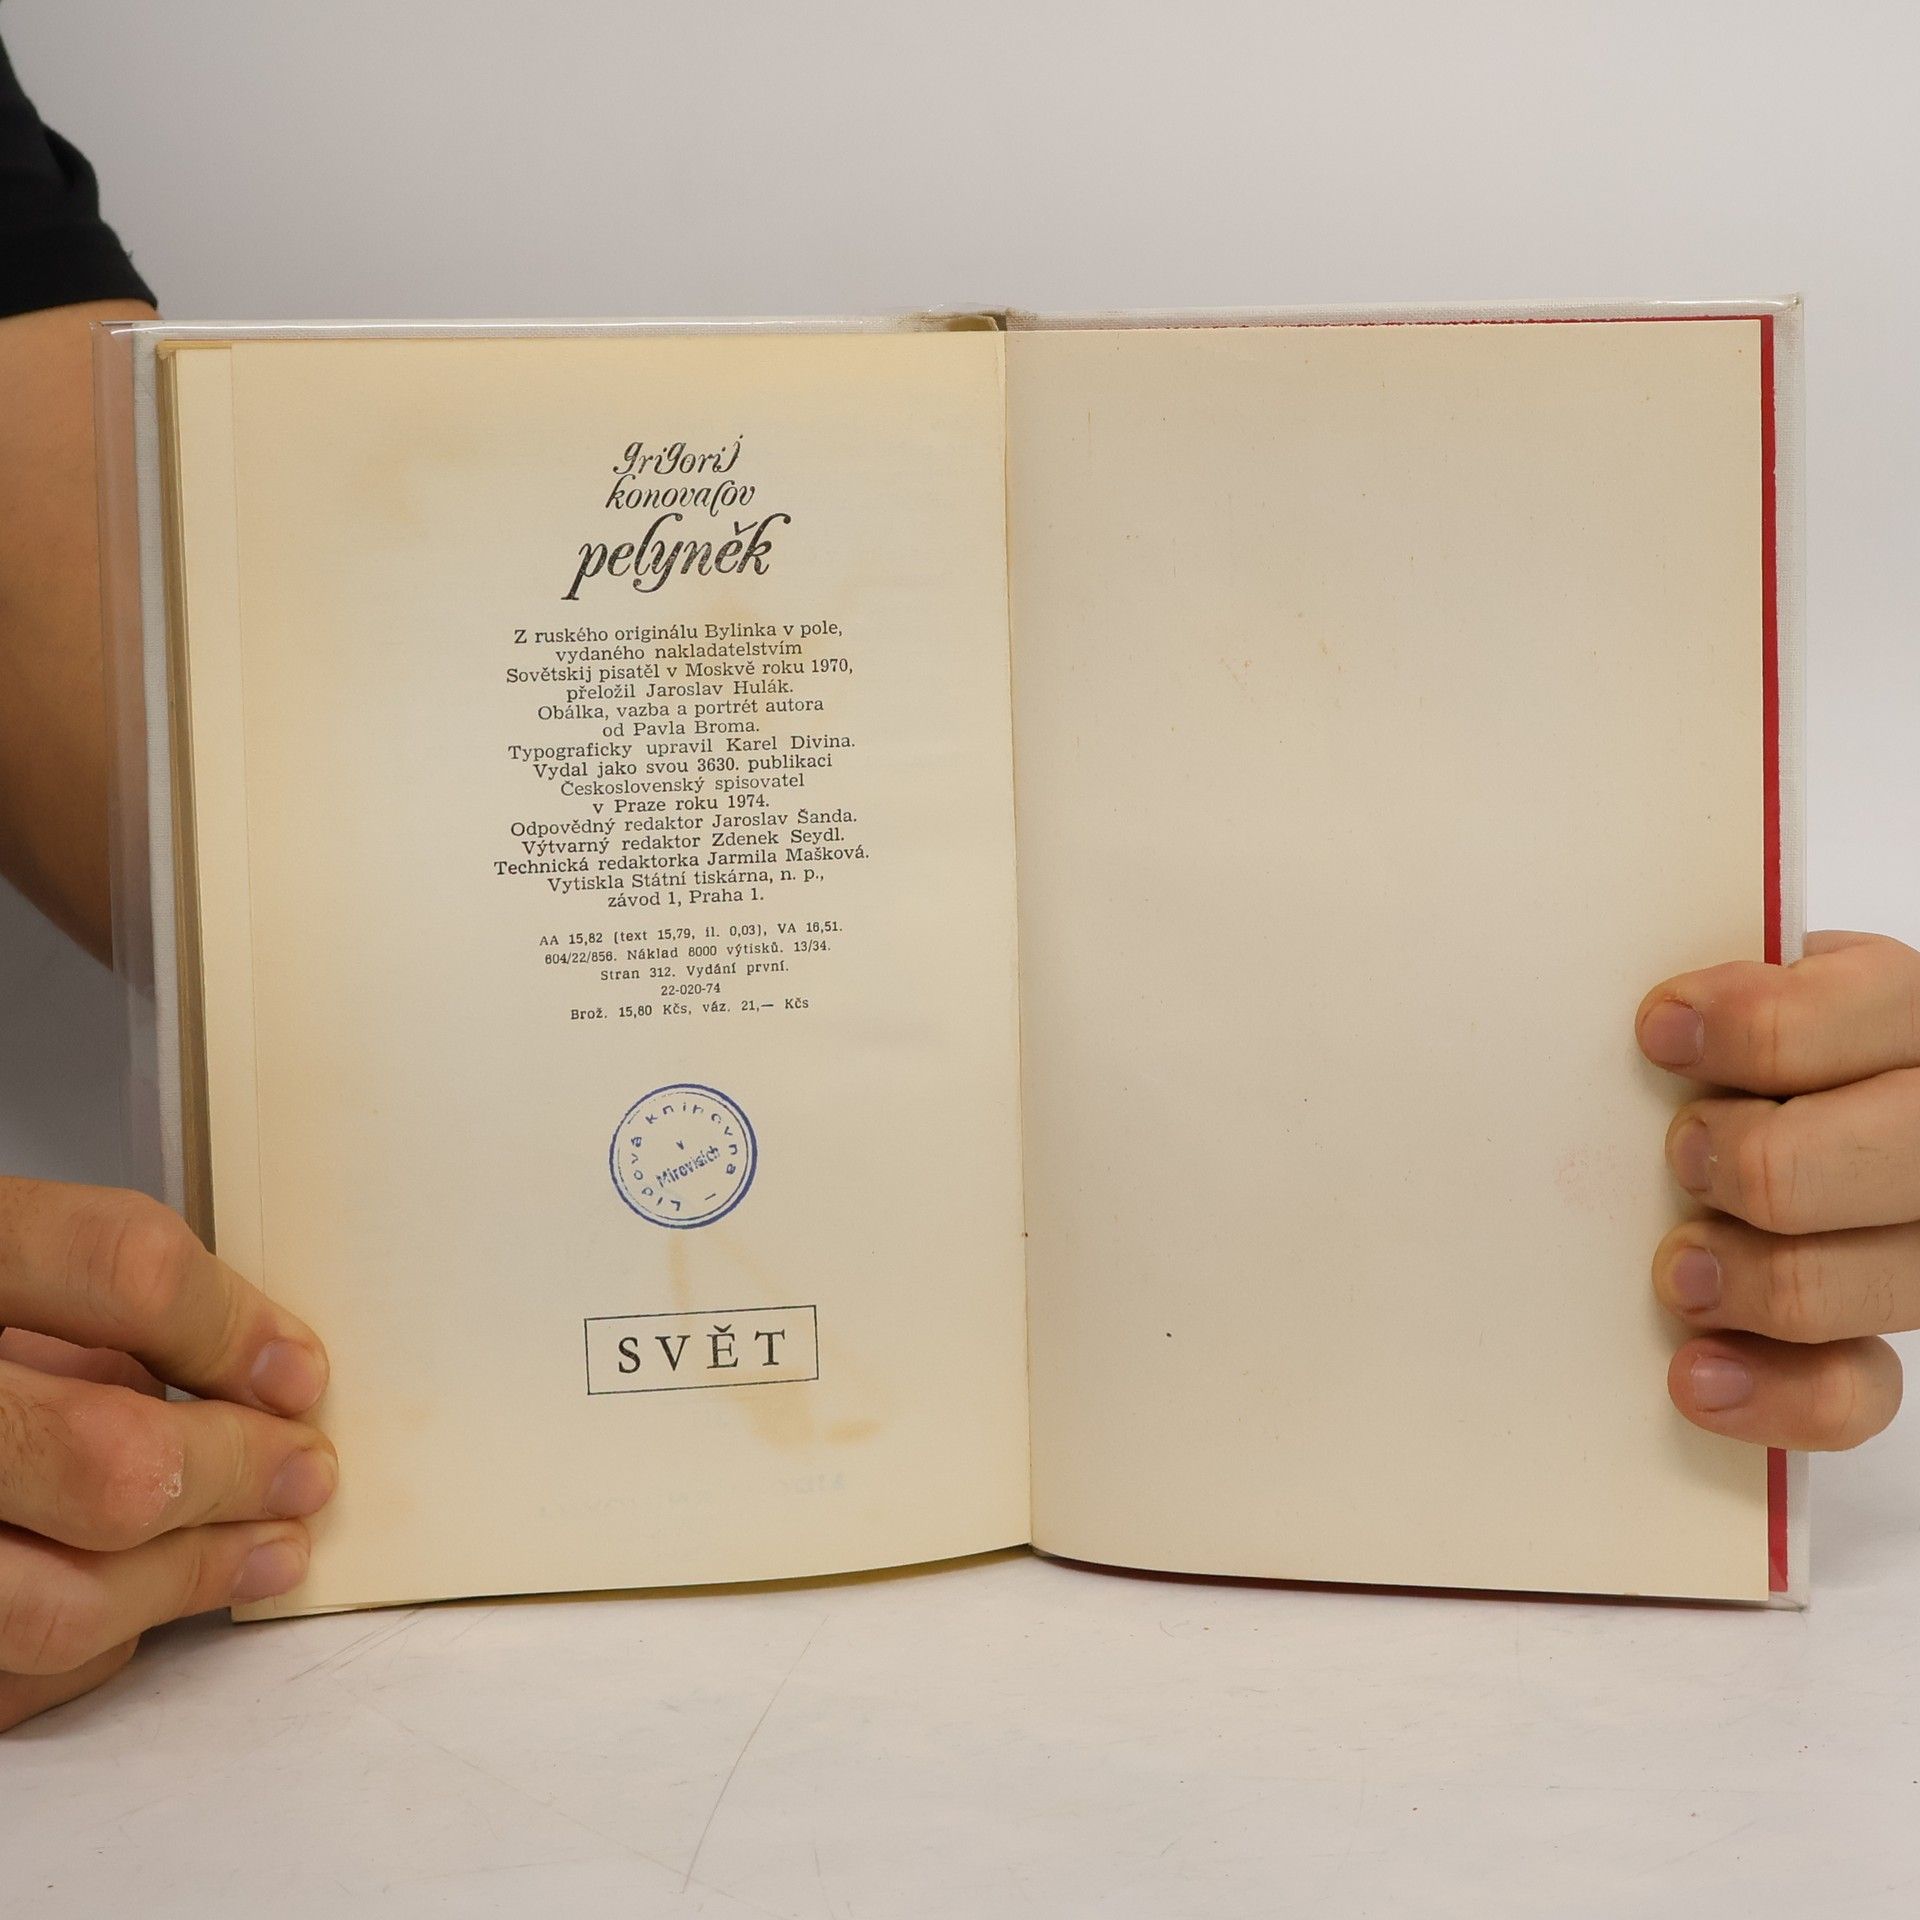 grigorij
konovalov
pelyněk
Z ruského originálu Bylinka v pole,
vydaného nakladatelstvím
Sovětskij pisatěl v Moskvě roku 1970,
přeložil Jaroslav Hulák.
Obálka, vazba a portrét autora
od Pavla Broma.
Typograficky upravil Karel Divina.
Vydal jako svou 3630. publikaci
Československý spisovatel
v Praze roku 1974.
Odpovědný redaktor Jaroslav Šanda.
Výtvarný redaktor Zdenek Seydl.
Technická redaktorka Jarmila Mašková.
Vytiskla Státní tiskárna, n. p.,
závod 1, Praha 1.
AA 15,82 (text 15,79, il. 0,03), VA 16,51.
604/22/856. Náklad 8000 výtisků. 13/34.
Stran 312. Vydání první.
22-020-74
Brož. 15,80 Kčs, váz. 21,— Kčs
Lidová knihovna —
v
Mirovicích
SVĚT